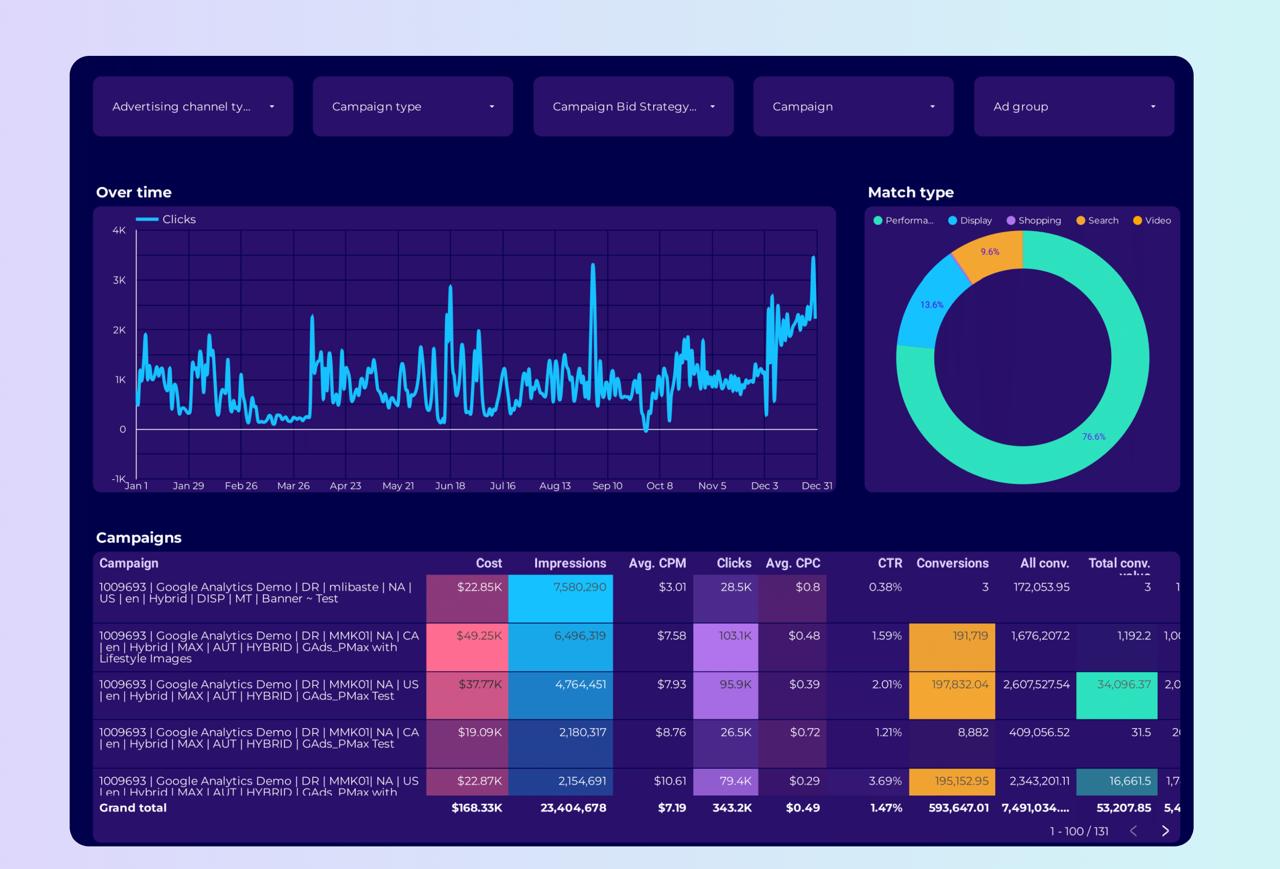 Advertising channel ty...
Campaign type
Campaign Bid Strategy...
Campaign
Ad group
Over time
Match type
Clicks
4K
3K
2K
1K
0
-1K
Jan 1 Jan 29 Feb 26 Mar 26 Apr 23 May 21 Jun 18 Jul 16 Aug 13 Sep 10 Oct 8 Nov 5 Dec 3 Dec 31
Performa... Display Shopping Search Video
9.6%
13.6%
76.6%
Campaigns
Campaign Cost Impressions Avg. CPM Clicks Avg. CPC CTR Conversions All conv. Total conv.
value
1009693 | Google Analytics Demo | DR | mlibaste | NA | $22.85K 7,580,290 $3.01 28.5K $0.8 0.38% 3 172,053.95 3 1
US | en | Hybrid | DISP | MT | Banner ~ Test
1009693 | Google Analytics Demo | DR | MMK01| NA | CA $49.25K 6,496,319 $7.58 103.1K $0.48 1.59% 191,719 1,676,207.2 1,192.2 1,00
| en | Hybrid | MAX | AUT | HYBRID | GAds_PMax with
Lifestyle Images
1009693 | Google Analytics Demo | DR | MMK01| NA | US $37.77K 4,764,451 $7.93 95.9K $0.39 2.01% 197,832.04 2,607,527.54 34,096.37 2,0
| en | Hybrid | MAX | AUT | HYBRID | GAds_PMax Test
1009693 | Google Analytics Demo | DR | MMK01| NA | CA $19.09K 2,180,317 $8.76 26.5K $0.72 1.21% 8,882 409,056.52 31.5 20
| en | Hybrid | MAX | AUT | HYBRID | GAds_PMax Test
1009693 | Google Analytics Demo | DR | MMK01| NA | US $22.87K 2,154,691 $10.61 79.4K $0.29 3.69% 195,152.95 2,343,201.11 16,661.5 1,7
| en | Hybrid | MAX | AUT | HYBRID | GAds_PMax with
Grand total $168.33K 23,404,678 $7.19 343.2K $0.49 1.47% 593,647.01 7,491,034.... 53,207.85 5,4
1 - 100 / 131